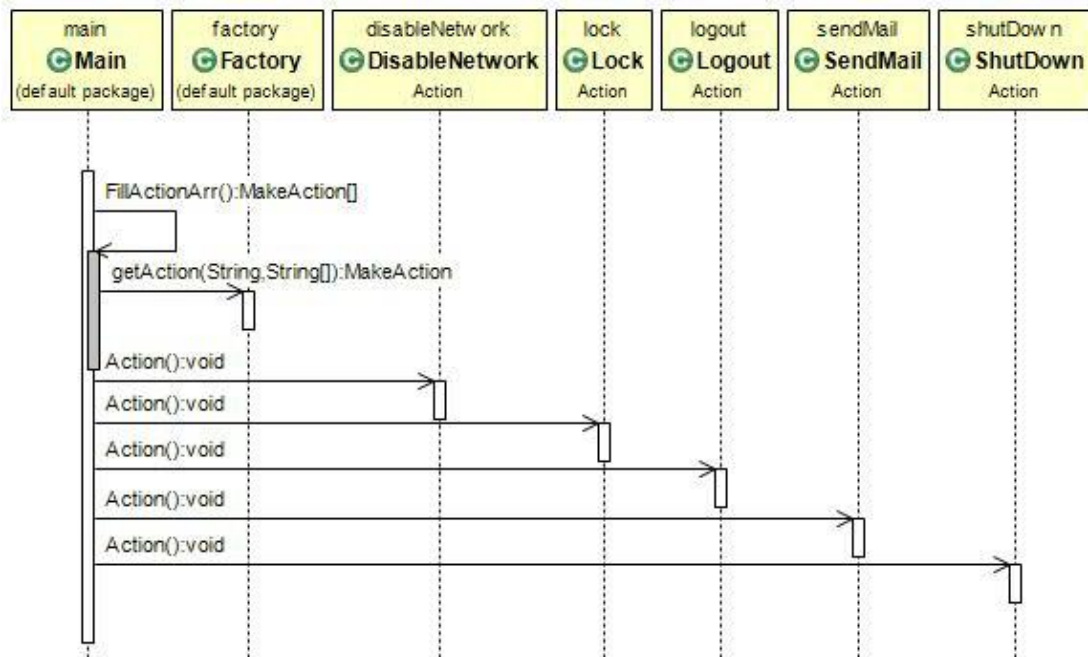 main
Main
(default package)
factory
Factory
(default package)
disableNetwork
DisableNetwork
Action
lock
Lock
Action
logout
Logout
Action
sendMail
SendMail
Action
shutDown
ShutDown
Action
FillActionArr():MakeAction[]
getAction(String,String[]):MakeAction
Action():void
Action():void
Action():void
Action():void
Action():void